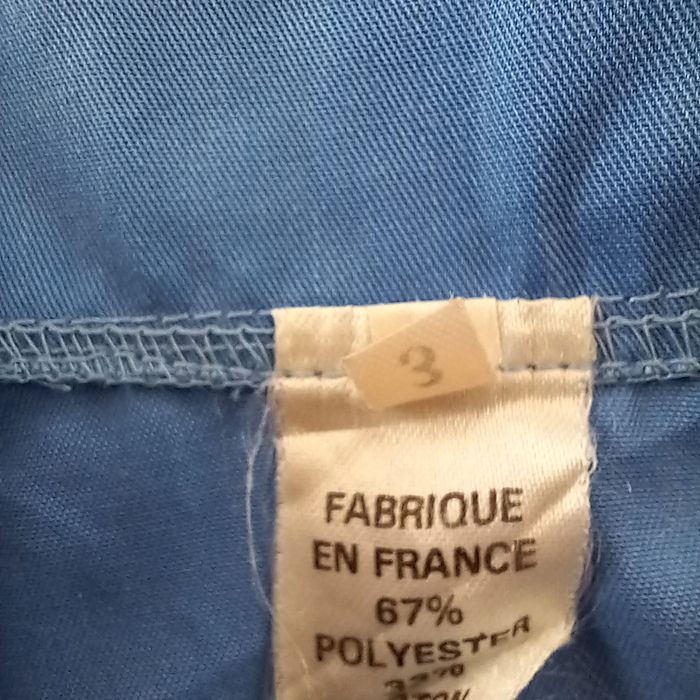 3
FABRIQUE
EN FRANCE
67%
POLYESTER